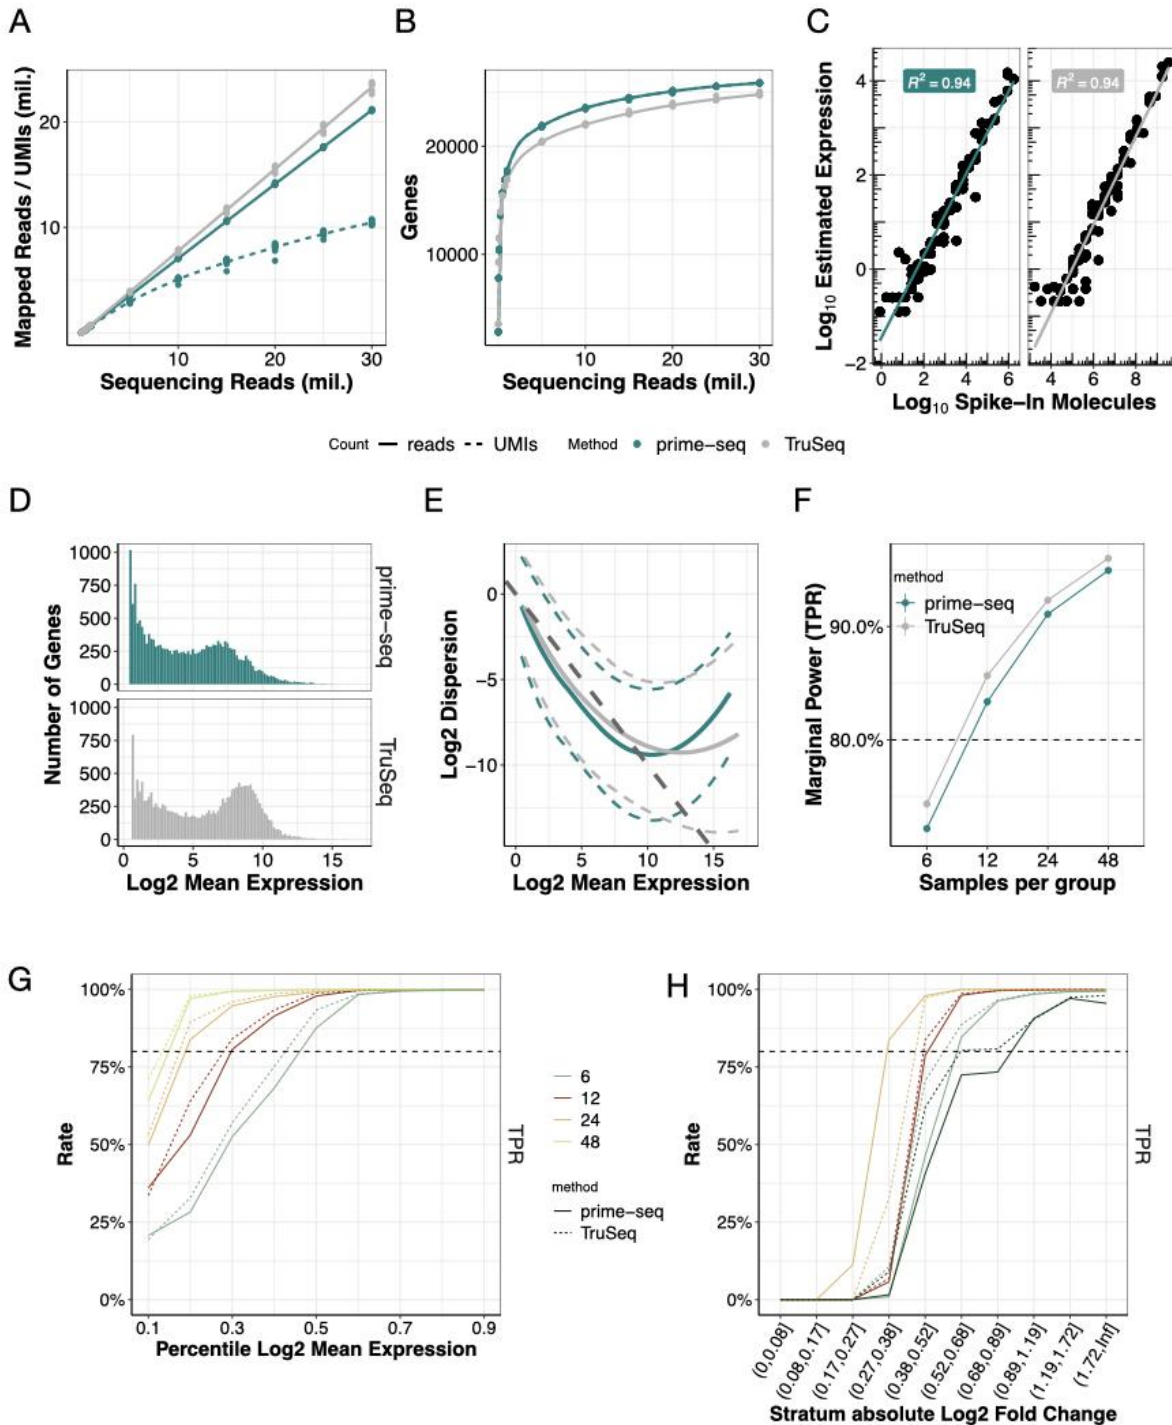 A
Mapped Reads / UMIs (mil.)
20
10
10 20 30
Sequencing Reads (mil.)
B
Genes
20000
10000
0 10 20 30
Sequencing Reads (mil.)
C
Log10 Estimated Expression
4
2
0
−2
R² = 0.94
R² = 0.94
0 2 4 6 4 6 8
Log10 Spike−In Molecules
Count reads UMIs Method prime−seq TruSeq
D
Number of Genes
1000
750
500
250
0
prime−seq
1000
750
500
250
0
TruSeq
0 5 10 15
Log2 Mean Expression
E
Log2 Dispersion
0
−5
−10
0 5 10 15
Log2 Mean Expression
F
Marginal Power (TPR)
90.0%
80.0%
method
prime−seq
TruSeq
6 12 24 48
Samples per group
G
Rate
100%
75%
50%
25%
0%
TPR
0.1 0.3 0.5 0.7 0.9
Percentile Log2 Mean Expression
6
12
24
48
method
prime−seq
TruSeq
H
Rate
100%
75%
50%
25%
0%
TPR
(0,0.08]
(0.08,0.17]
(0.17,0.27]
(0.27,0.38]
(0.38,0.52]
(0.52,0.68]
(0.68,0.89]
(0.89,1.19]
(1.19,1.72]
(1.72,Inf]
Stratum absolute Log2 Fold Change